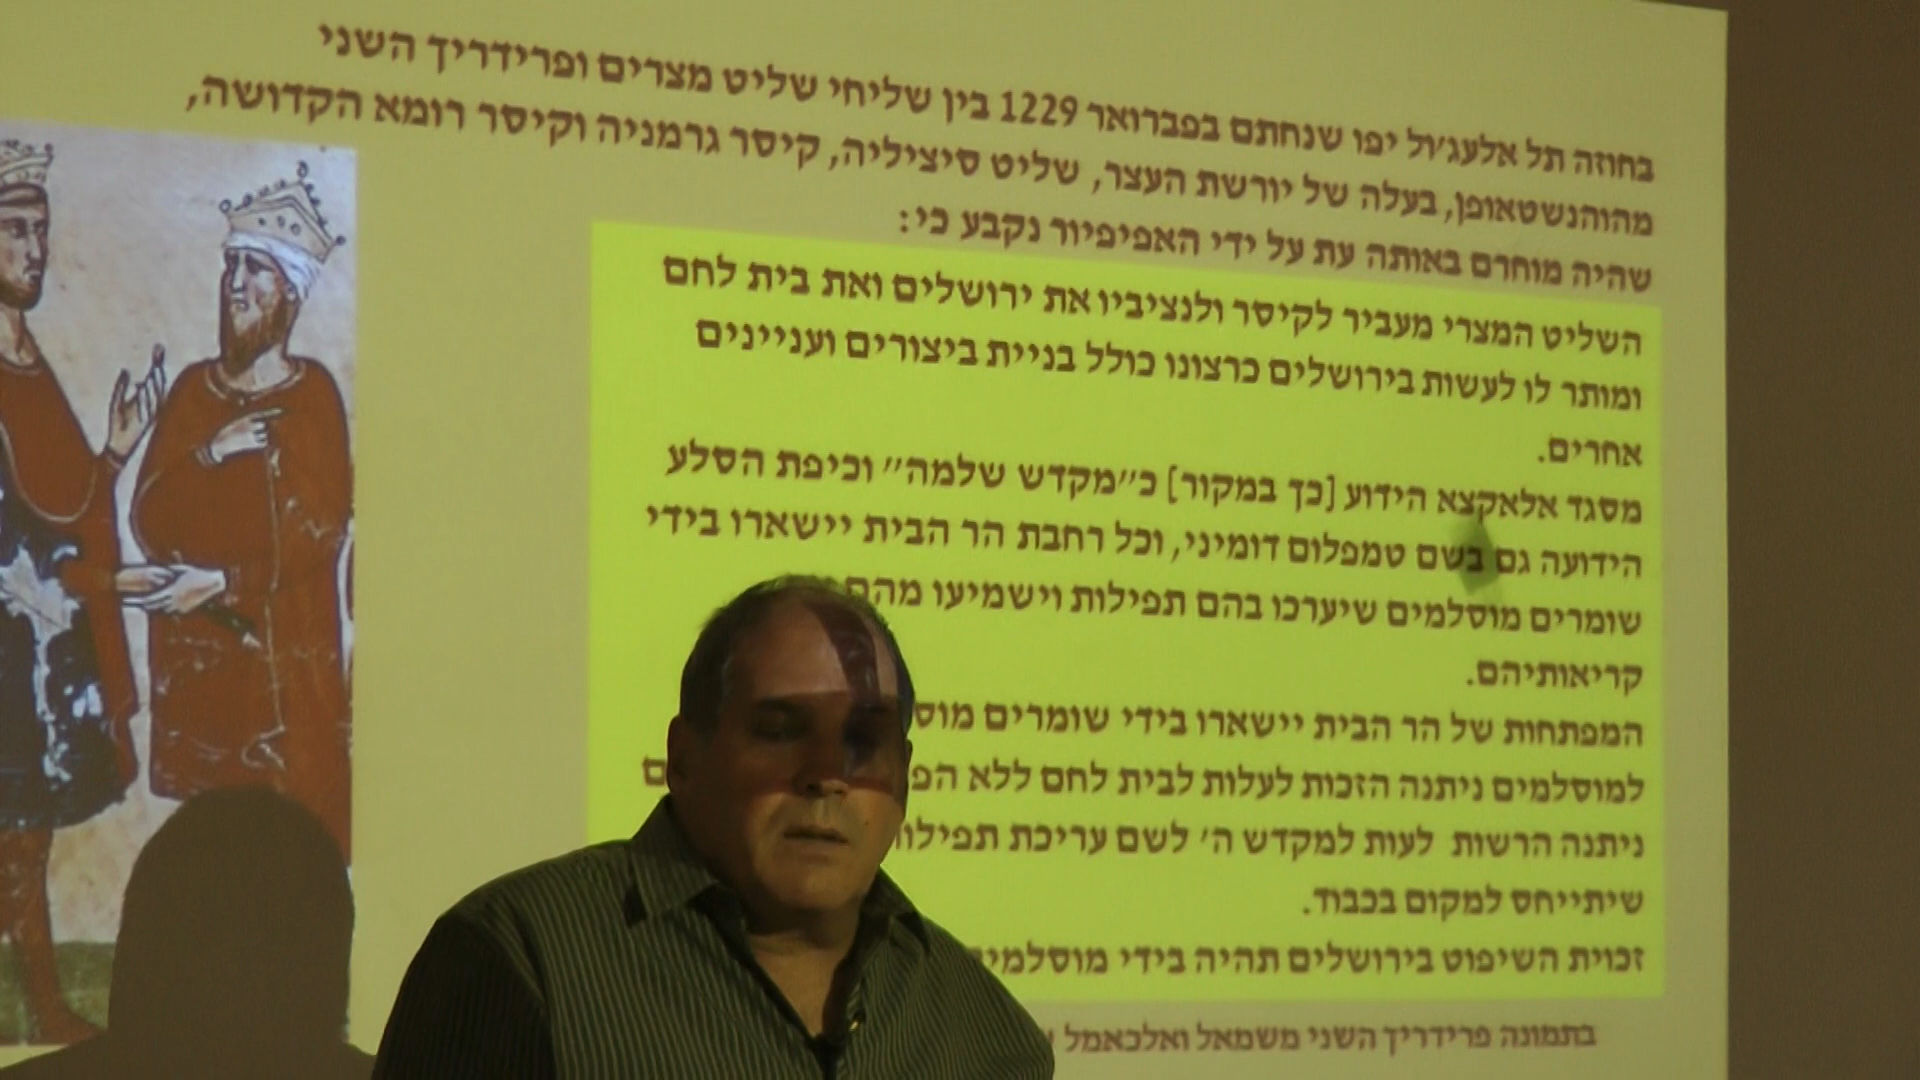 בחוזה תל אלעג׳ול יפו שנחתם בפברואר 1229 בין שליחי שליט מצרים ופרידריך השני
מהוהנשטאופן, בעלה של יורשת העצר, שליט סיציליה, קיסר גרמניה וקיסר רומא הקדושה,
שהיה מוחרם באותה עת על ידי האפיפיור נקבע כי:
השליט המצרי מעביר לקיסר ולנציביו את ירושלים ואת בית לחם
ומותר לו לעשות בירושלים כרצונו כולל בניית ביצורים ועניינים
אחרים.
מסגד אלאקצא הידוע [כך במקור] כ״מקדש שלמה״ וכיפת הסלע
הידועה גם בשם טמפלום דומיני, וכל רחבת הר הבית יישארו בידי
שומרים מוסלמים שיערכו בהם תפילות וישמיעו מהם
קריאותיהם.
המפתחות של הר הבית יישארו בידי שומרים
למוסלמים ניתנה הזכות לעלות לבית לחם ללא
ניתנה הרשות לעות למקדש ה׳ לשם עריכת
שיתייחס למקום בכבוד.
זכוית השיפוט בירושלים תהיה בידי
בתמונה פרידריך השני משמאל ואלכאמל